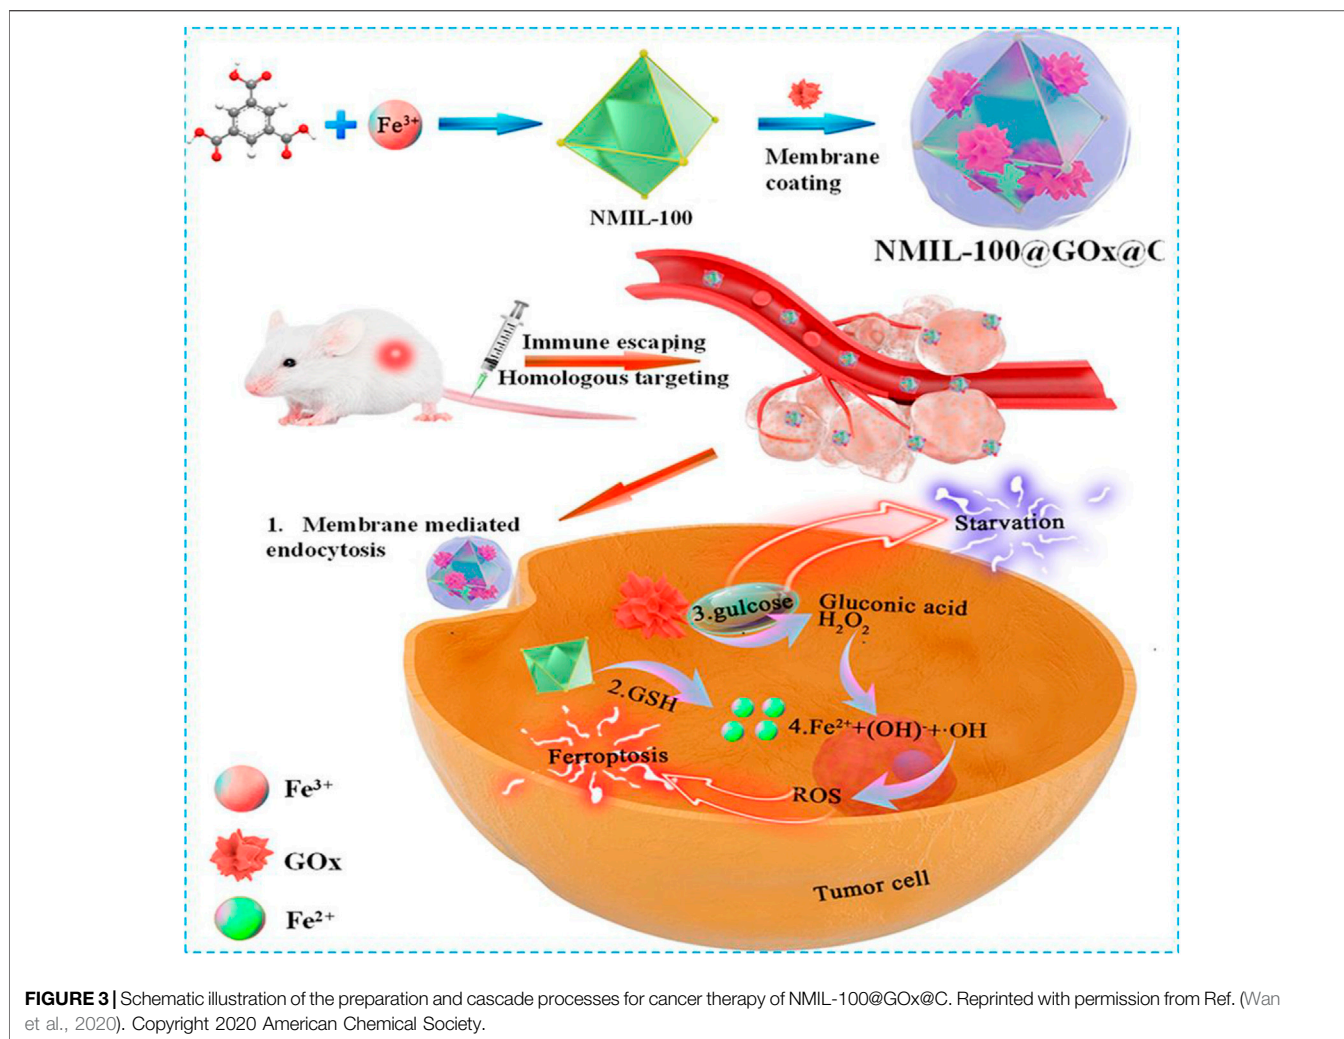 Fe³⁺
Membrane
coating
NMIL-100
NMIL-100@GOx@C
Immune escaping
Homologous targeting
1. Membrane mediated
endocytosis
Starvation
3.gulcose
Gluconic acid
H₂O₂
2.GSH
4.Fe²⁺+(OH)⁻+·OH
Ferroptosis
ROS
Fe³⁺
GOx
Fe²⁺
Tumor cell
FIGURE 3 | Schematic illustration of the preparation and cascade processes for cancer therapy of NMIL-100@GOx@C. Reprinted with permission from Ref. (Wan
et al., 2020). Copyright 2020 American Chemical Society.